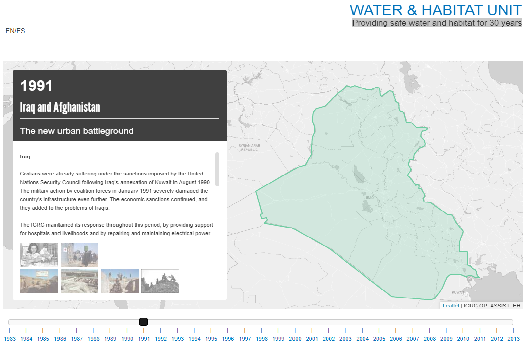 WATER & HABITAT UNIT
Providing safe water and habitat for 30 years
EN/ES
1991
Iraq and Afghanistan
The new urban battleground
Iraq
Civilians were already suffering under the sanctions imposed by the United
Nations Security Council following Iraq's annexation of Kuwait in August 1990.
The military action by coalition forces in January 1991 severely damaged the
country's infrastructure even further. The economic sanctions continued, and
they added to the problems of Iraqis.
The ICRC maintained its response throughout this period, by providing support
for hospitals and livelihoods and by repairing and maintaining electrical power
Leaflet
1983 1984 1985 1986 1987 1988 1989 1990 1991 1992 1993 1994 1995 1996 1997 1998 1999 2000 2001 2002 2003 2004 2005 2006 2007 2008 2009 2010 2011 2012 2013